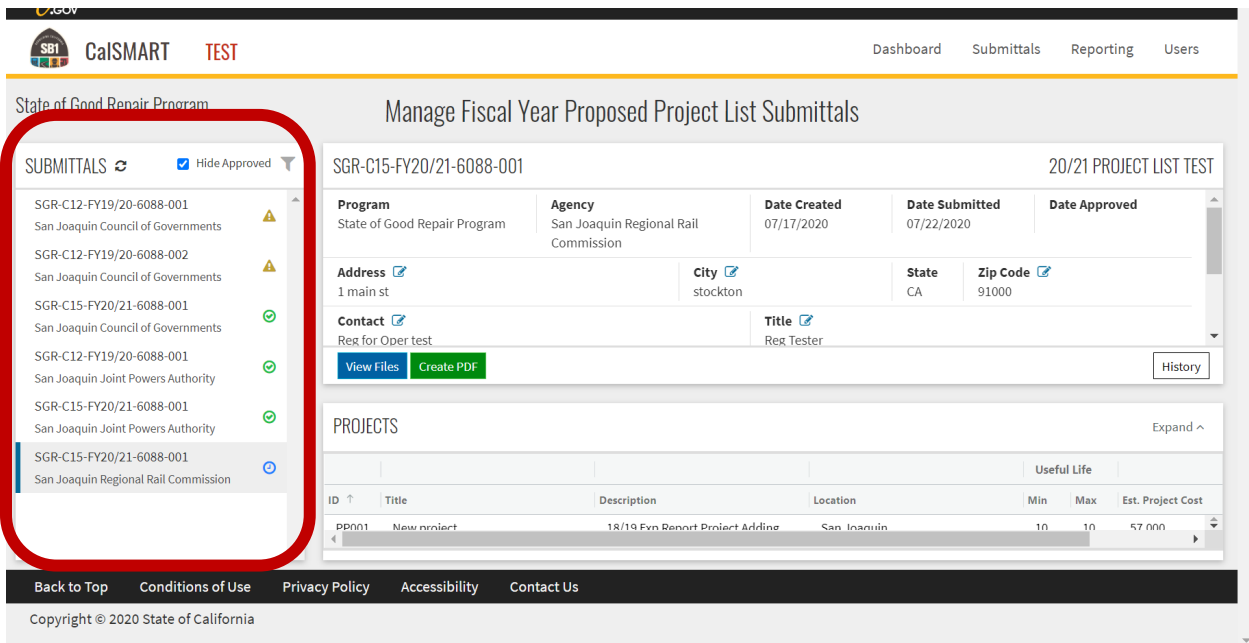 .GOV
SB1
CalSMART TEST
Dashboard Submittals Reporting Users
State of Good Repair Program
Manage Fiscal Year Proposed Project List Submittals
SUBMITTALS Hide Approved
SGR-C12-FY19/20-6088-001
San Joaquin Council of Governments
SGR-C12-FY19/20-6088-002
San Joaquin Council of Governments
SGR-C15-FY20/21-6088-001
San Joaquin Council of Governments
SGR-C12-FY19/20-6088-001
San Joaquin Joint Powers Authority
SGR-C15-FY20/21-6088-001
San Joaquin Joint Powers Authority
SGR-C15-FY20/21-6088-001
San Joaquin Regional Rail Commission
SGR-C15-FY20/21-6088-001 20/21 PROJECT LIST TEST
Program Agency Date Created Date Submitted Date Approved
State of Good Repair Program San Joaquin Regional Rail 07/17/2020 07/22/2020
Commission
Address City State Zip Code
1 main st stockton CA 91000
Contact Title
Reg for Oper test Reg Tester
View Files Create PDF History
PROJECTS Expand
Useful Life
ID Title Description Location Min Max Est. Project Cost
PP001 New project 18/19 Exp Report Project Adding San Joaquin 10 10 57,000
Back to Top Conditions of Use Privacy Policy Accessibility Contact Us
Copyright © 2020 State of California